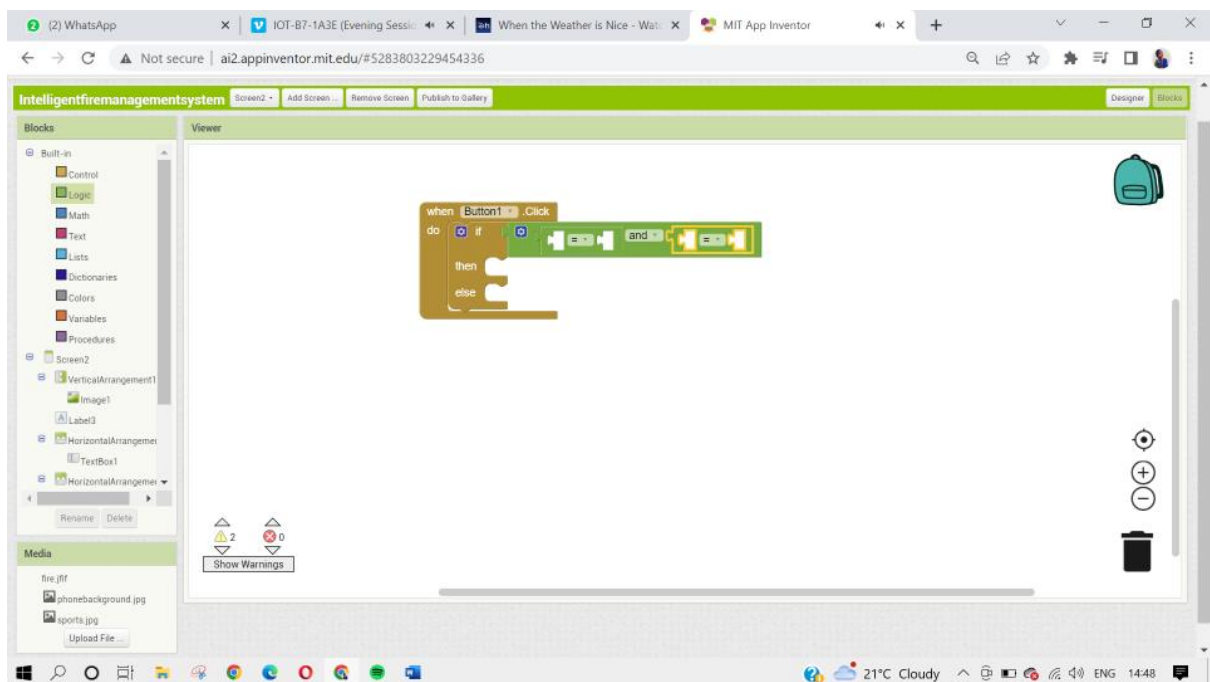 (2) WhatsApp
IOT-B7-1A3E (Evening Sessio
When the Weather is Nice - Wat
MIT App Inventor
Not secure | ai2.appinventor.mit.edu/#5283803229454336
Intelligentfiremanagementsystem
Screen2
Add Screen ...
Remove Screen
Publish to Gallery
Designer
Blocks
Blocks
Viewer
Built-in
Control
Logic
Math
Text
Lists
Dictionaries
Colors
Variables
Procedures
Screen2
VerticalArrangement1
Image1
Label3
HorizontalArrangemen
TextBox1
HorizontalArrangemen
Rename
Delete
when Button1 .Click
do if = and =
then
else
2
0
Show Warnings
Media
fire.jfif
phonebackground.jpg
sports.jpg
Upload File ...
21°C Cloudy
ENG
14:48